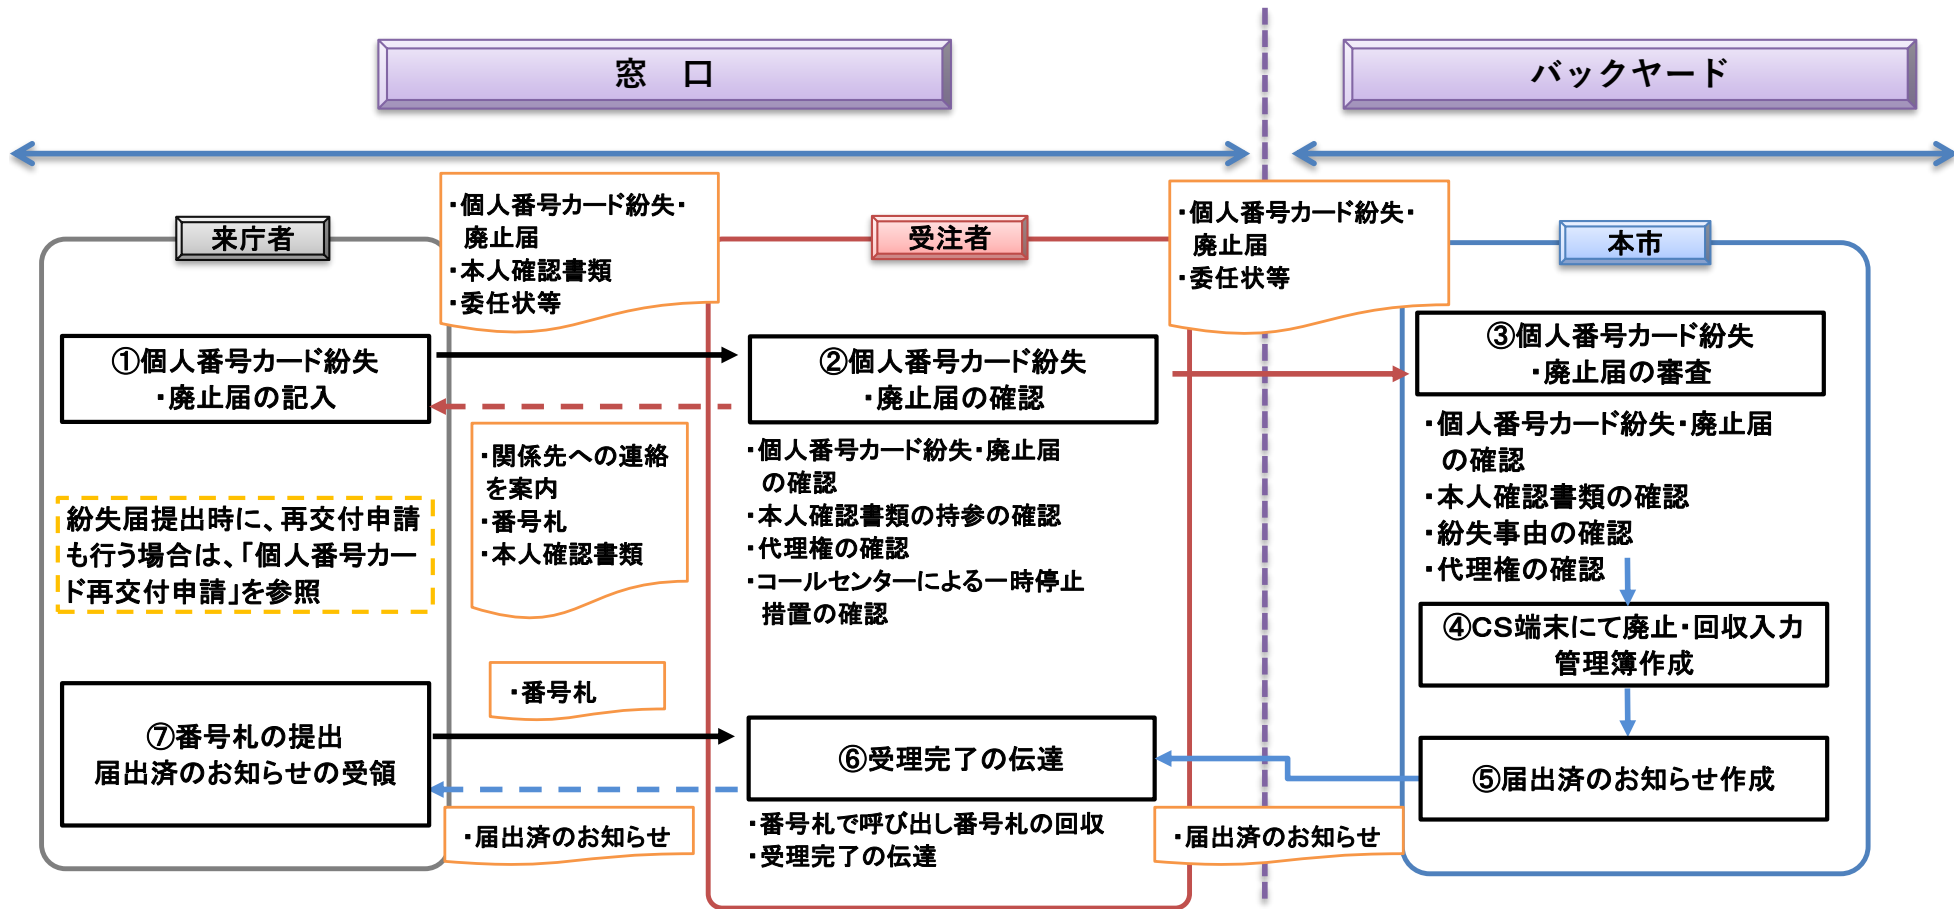 窓　口
バックヤード
来庁者
・個人番号カード紛失・
廃止届
・本人確認書類
・委任状等
受注者
・個人番号カード紛失・
廃止届
・委任状等
本市
①個人番号カード紛失
・廃止届の記入
②個人番号カード紛失
・廃止届の確認
③個人番号カード紛失
・廃止届の審査
・関係先への連絡
を案内
・番号札
・本人確認書類
・個人番号カード紛失・廃止届
の確認
・本人確認書類の持参の確認
・代理権の確認
・コールセンターによる一時停止
措置の確認
・個人番号カード紛失・廃止届
の確認
・本人確認書類の確認
・紛失事由の確認
・代理権の確認
紛失届提出時に、再交付申請
も行う場合は、「個人番号カー
ド再交付申請」を参照
④CS端末にて廃止・回収入力
管理簿作成
・番号札
⑦番号札の提出
届出済のお知らせの受領
⑥受理完了の伝達
⑤届出済のお知らせ作成
・届出済のお知らせ
・番号札で呼び出し番号札の回収
・受理完了の伝達
・届出済のお知らせ